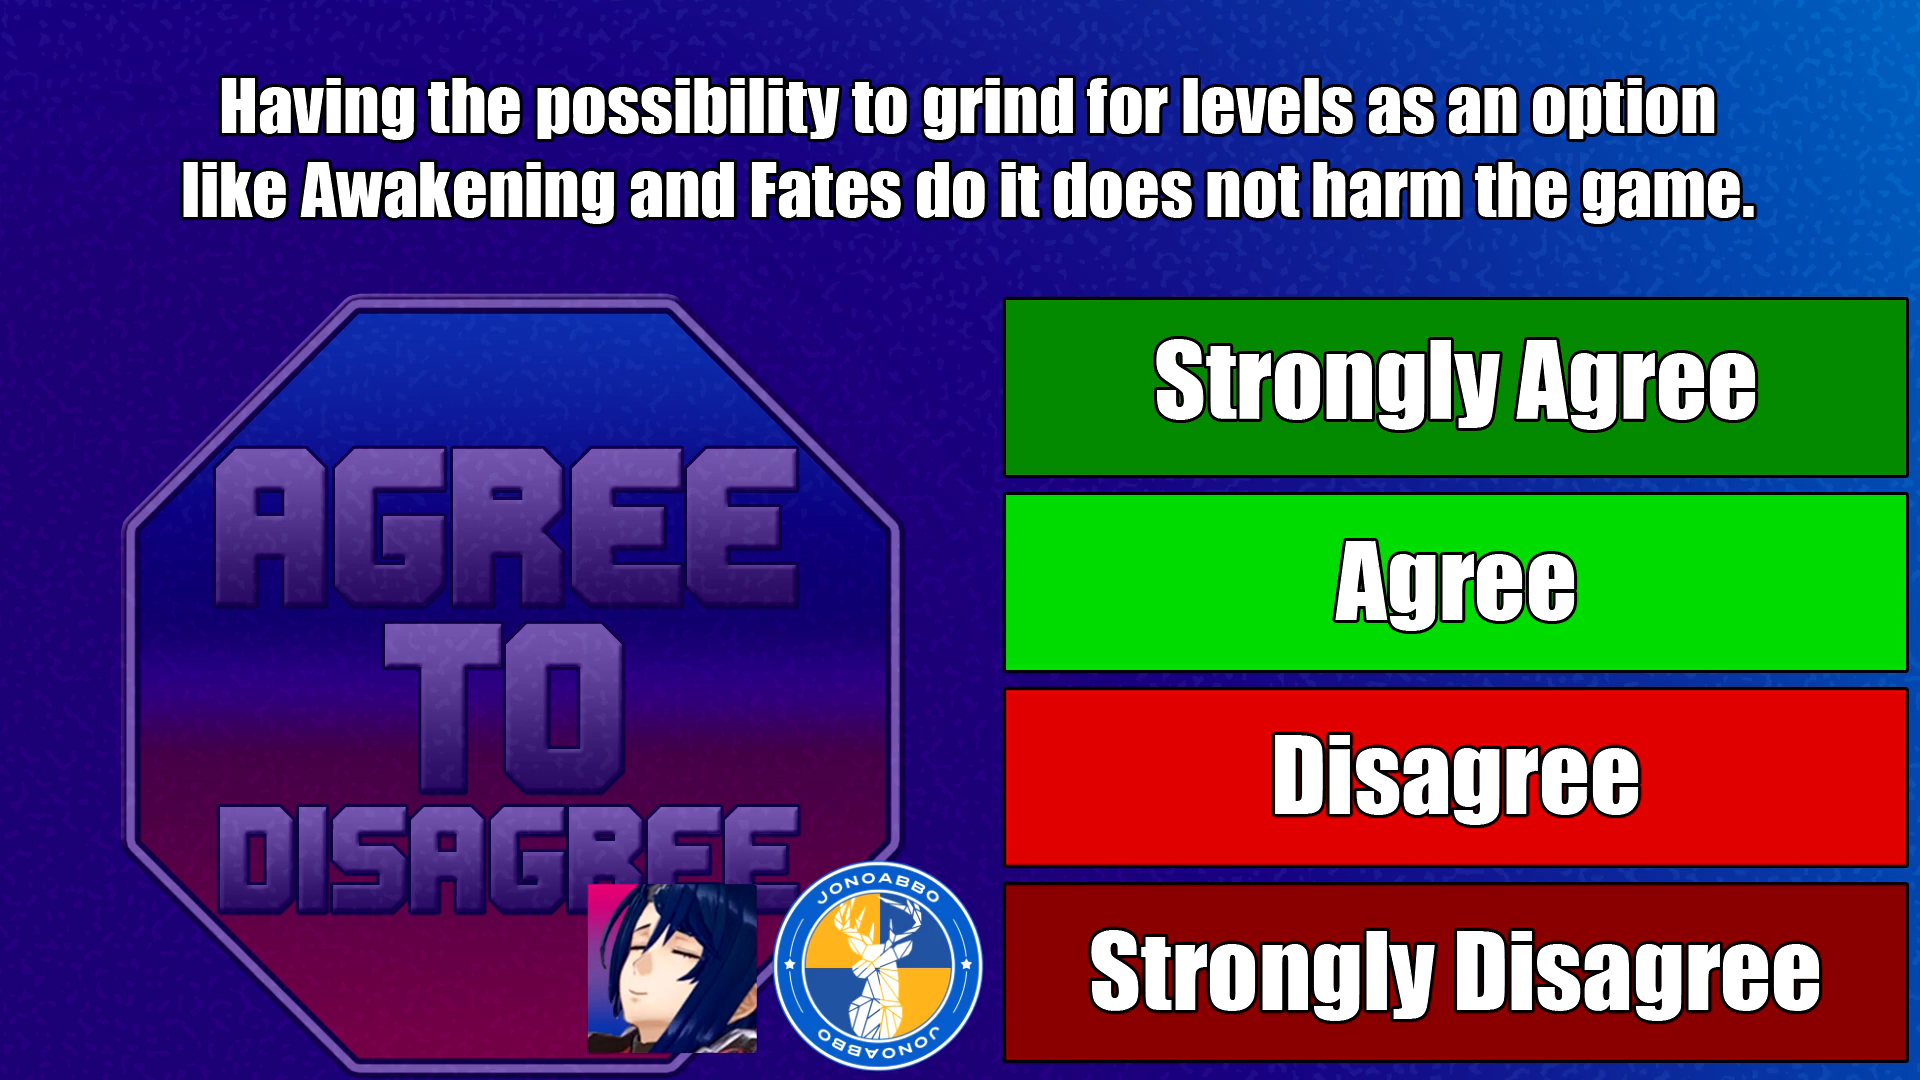 Having the possibility to grind for levels as an option
like Awakening and Fates do it does not harm the game.
AGREE
TO
DISAGREE
Strongly Agree
Agree
Disagree
Strongly Disagree
JONOABBO
JONOABBO